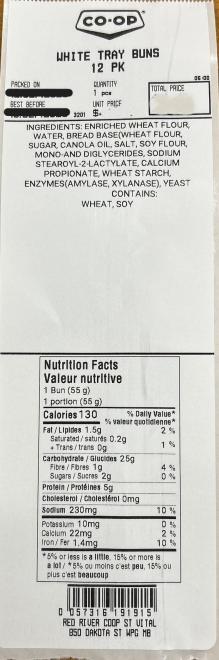 CO-OP
WHITE TRAY BUNS
12 PK
06-00
PACKED ON
QUANTITY
1 pcs
TOTAL PRICE
BEST BEFORE
3201
UNIT PRICE
$-
INGREDIENTS: ENRICHED WHEAT FLOUR,
WATER, BREAD BASE(WHEAT FLOUR,
SUGAR, CANOLA OIL, SALT, SOY FLOUR,
MONO-AND DIGLYCERIDES, SODIUM
STEAROYL-2-LACTYLATE, CALCIUM
PROPIONATE, WHEAT STARCH,
ENZYMES(AMYLASE, XYLANASE), YEAST
CONTAINS:
WHEAT, SOY
Nutrition Facts
Valeur nutritive
1 Bun (55 g)
1 portion (55 g)
Calories 130 % Daily Value*
% valeur quotidienne*
Fat / Lipides 1.5g 2 %
Saturated / saturés 0.2g
+ Trans / trans 0g 1 %
Carbohydrate / Glucides 25g
Fibre / Fibres 1g 4 %
Sugars / Sucres 2g 0 %
Protein / Protéines 5g
Cholesterol / Cholestérol 0mg
Sodium 230mg 10 %
Potassium 10mg 0 %
Calcium 22mg 2 %
Iron / Fer 1.4mg 10 %
*5% or less is a little, 15% or more is
a lot / *5% ou moins c'est peu, 15% ou
plus c'est beaucoup
0 057316 191915
RED RIVER COOP ST VITAL
850 DAKOTA ST WPG MB